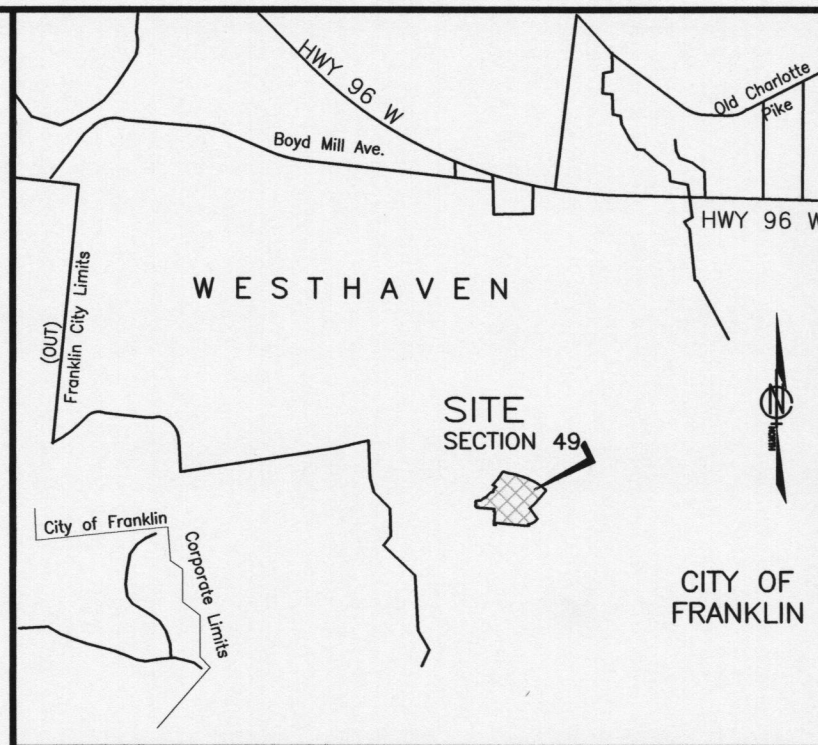 HWY 96 W
Old Charlotte
Pike
Boyd Mill Ave.
HWY 96 W
WESTHAVEN
(OUT)
Franklin City Limits
SITE
SECTION 49
N
NORTH
City of Franklin
Corporate Limits
CITY OF
FRANKLIN